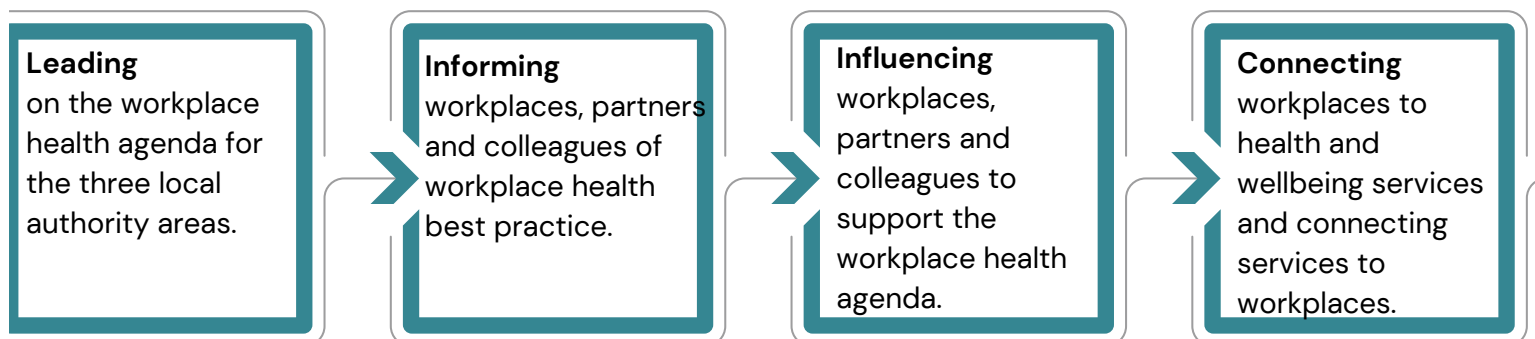 Leading
on the workplace
health agenda for
the three local
authority areas.
Informing
workplaces, partners
and colleagues of
workplace health
best practice.
Influencing
workplaces,
partners and
colleagues to
support the
workplace health
agenda.
Connecting
workplaces to
health and
wellbeing services
and connecting
services to
workplaces.